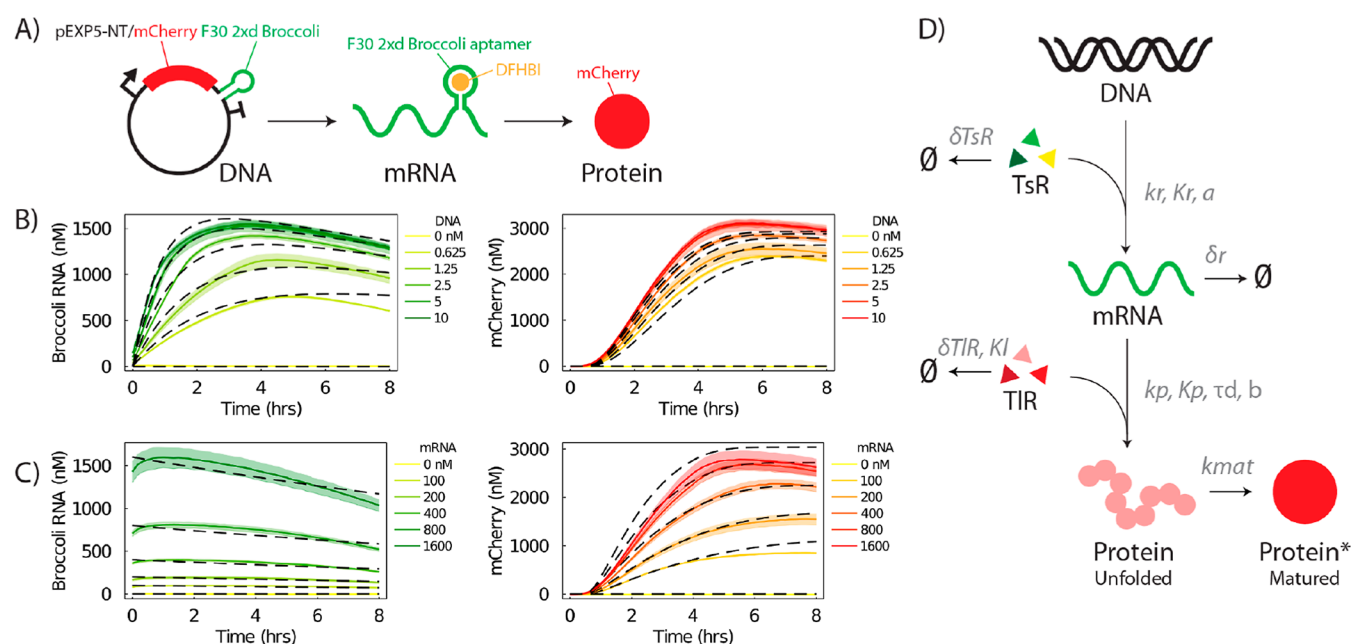 A)
pEXP5-NT/mCherry F30 2xd Broccoli
DNA
F30 2xd Broccoli aptamer
DFHBI
mRNA
mCherry
Protein
B)
Broccoli RNA (nM)
1500
1000
500
0
0 2 4 6 8
Time (hrs)
DNA
0 nM
0.625
1.25
2.5
5
10
mCherry (nM)
3000
2000
1000
0
0 2 4 6 8
Time (hrs)
DNA
0 nM
0.625
1.25
2.5
5
10
C)
Broccoli RNA (nM)
1500
1000
500
0
0 2 4 6 8
Time (hrs)
mRNA
0 nM
100
200
400
800
1600
mCherry (nM)
3000
2000
1000
0
0 2 4 6 8
Time (hrs)
mRNA
0 nM
100
200
400
800
1600
D)
DNA
δTsR
Ø
TsR
kr, Kr, a
δr
Ø
mRNA
δTlR, Kl
Ø
TlR
kp, Kp, τd, b
kmat
Protein
Unfolded
Protein*
Matured